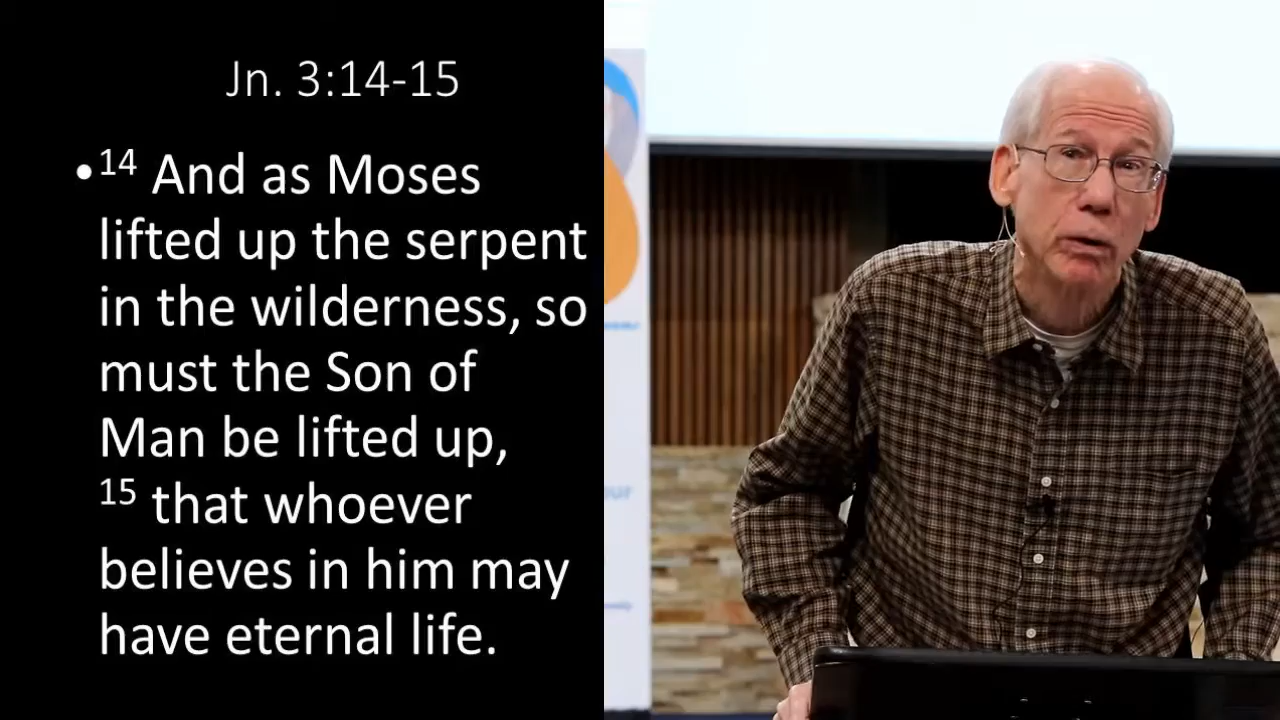 Jn. 3:14-15
•14 And as Moses
lifted up the serpent
in the wilderness, so
must the Son of
Man be lifted up,
15 that whoever
believes in him may
have eternal life.